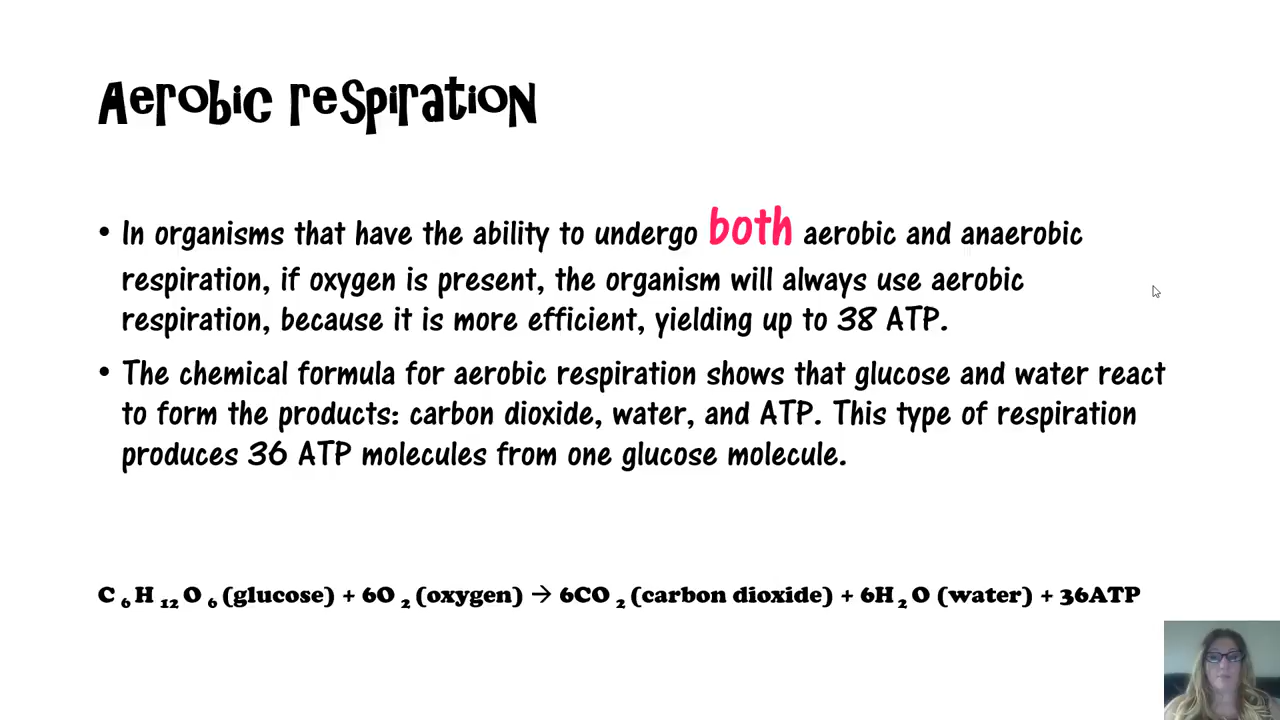 Aerobic respiration
• In organisms that have the ability to undergo both aerobic and anaerobic
respiration, if oxygen is present, the organism will always use aerobic
respiration, because it is more efficient, yielding up to 38 ATP.
• The chemical formula for aerobic respiration shows that glucose and water react
to form the products: carbon dioxide, water, and ATP. This type of respiration
produces 36 ATP molecules from one glucose molecule.
C ₆ H ₁₂ O ₆ (glucose) + 6O ₂ (oxygen) → 6CO ₂ (carbon dioxide) + 6H ₂ O (water) + 36ATP